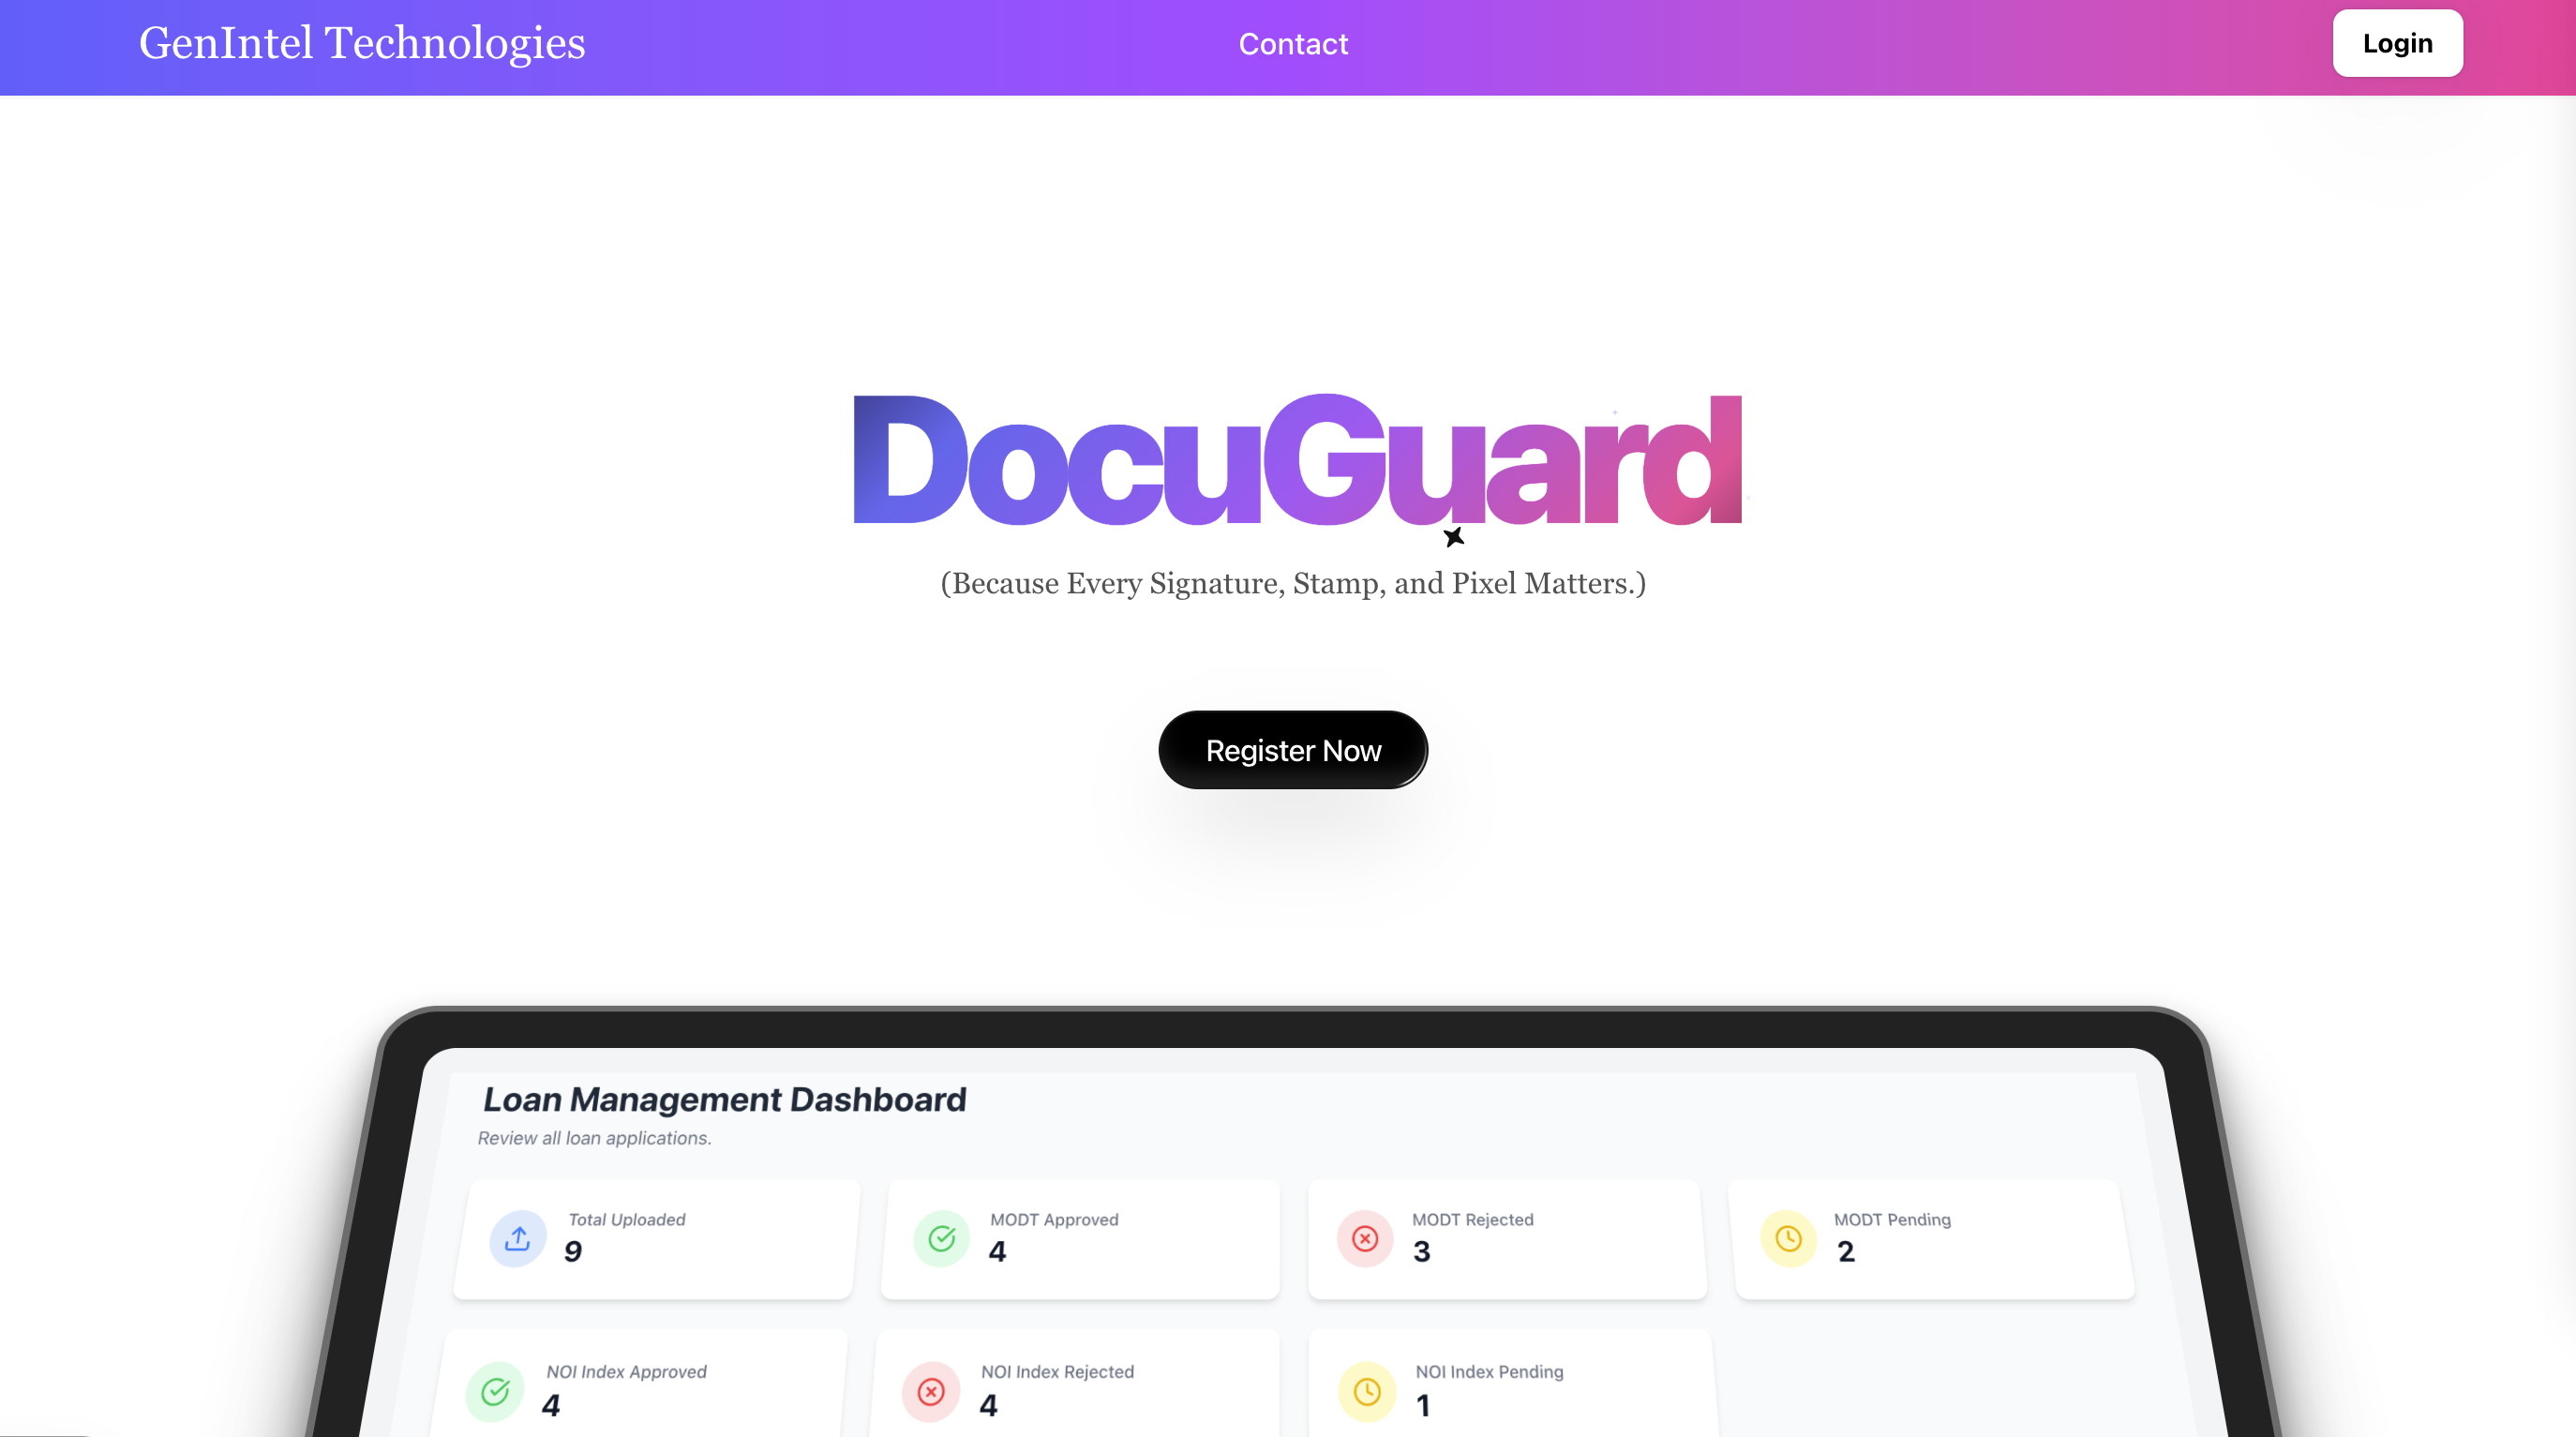 GenIntel Technologies
Contact
Login
DocuGuard
(Because Every Signature, Stamp, and Pixel Matters.)
Register Now
Loan Management Dashboard
Review all loan applications.
Total Uploaded
9
MODT Approved
4
MODT Rejected
3
MODT Pending
2
NOI Index Approved
4
NOI Index Rejected
4
NOI Index Pending
1